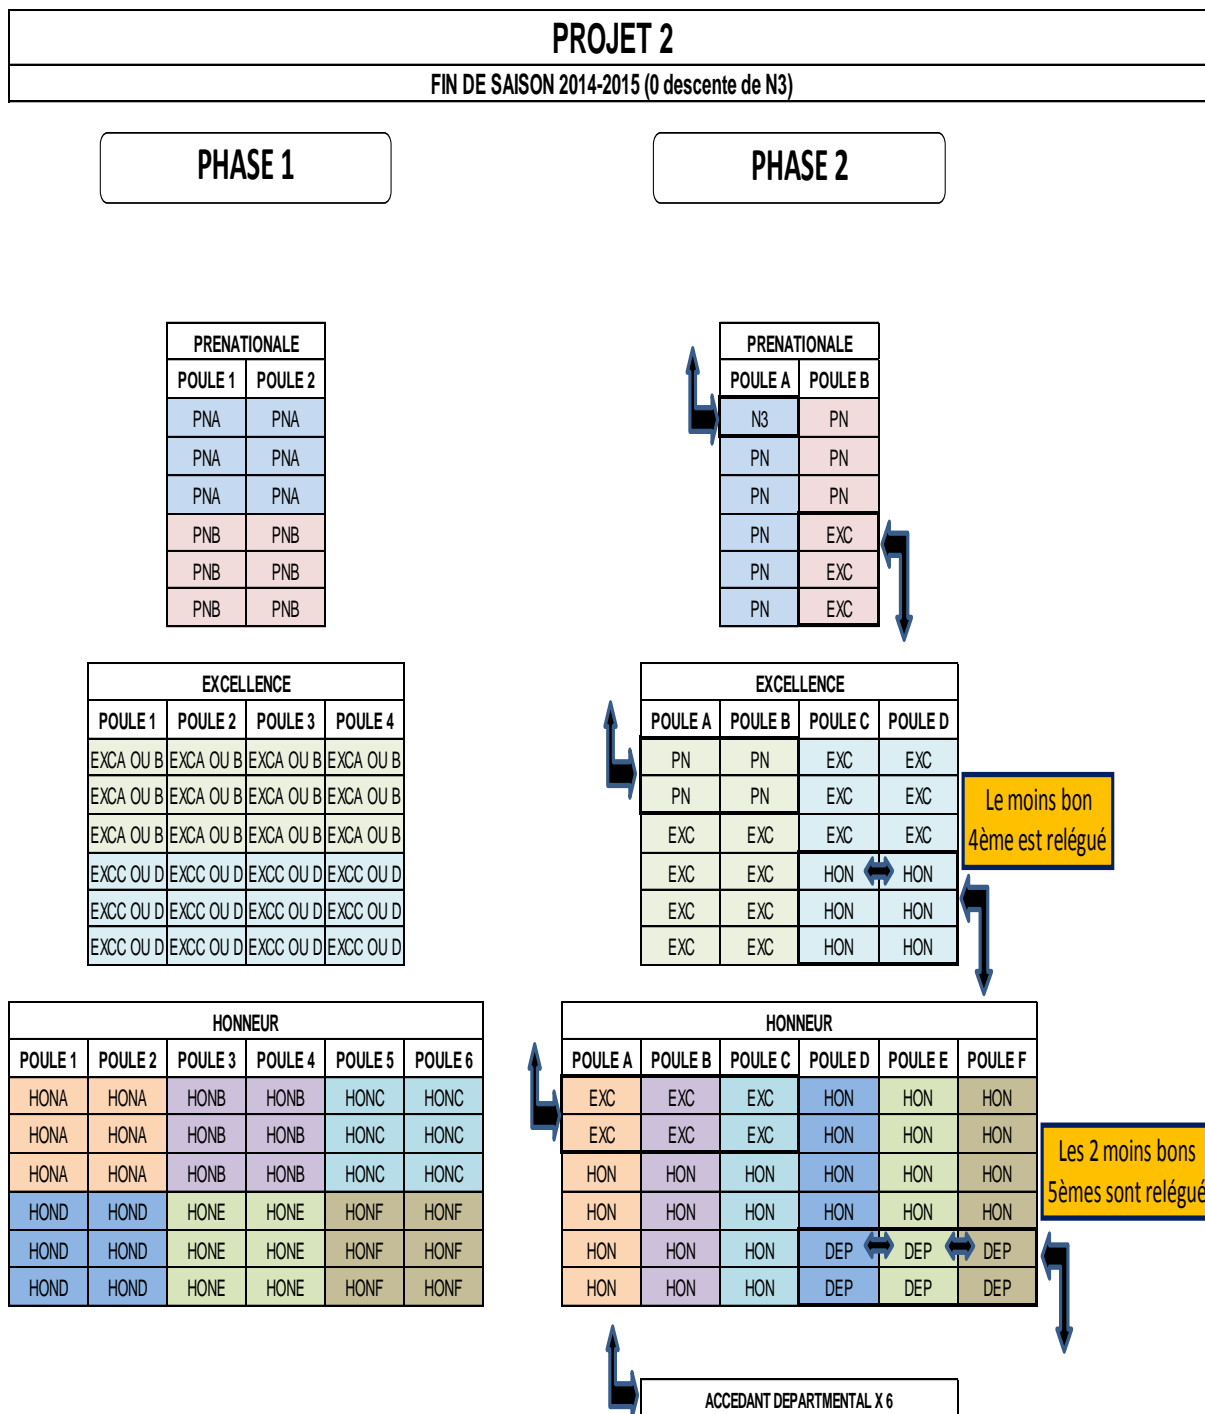 PROJET 2
FIN DE SAISON 2014-2015 (0 descente de N3)
PHASE 1
PHASE 2
PRENATIONALE
POULE 1 POULE 2
PNA PNA
PNA PNA
PNA PNA
PNB PNB
PNB PNB
PNB PNB
PRENATIONALE
POULE A POULE B
N3 PN
PN PN
PN PN
PN EXC
PN EXC
PN EXC
EXCELLENCE
POULE 1 POULE 2 POULE 3 POULE 4
EXCA OU B EXCA OU B EXCA OU B EXCA OU B
EXCA OU B EXCA OU B EXCA OU B EXCA OU B
EXCA OU B EXCA OU B EXCA OU B EXCA OU B
EXCC OU D EXCC OU D EXCC OU D EXCC OU D
EXCC OU D EXCC OU D EXCC OU D EXCC OU D
EXCC OU D EXCC OU D EXCC OU D EXCC OU D
EXCELLENCE
POULE A POULE B POULE C POULE D
PN PN EXC EXC
PN PN EXC EXC
EXC EXC EXC EXC
EXC EXC HON HON
EXC EXC HON HON
EXC EXC HON HON
Le moins bon
4ème est relégué
HONNEUR
POULE 1 POULE 2 POULE 3 POULE 4 POULE 5 POULE 6
HONA HONA HONB HONB HONC HONC
HONA HONA HONB HONB HONC HONC
HONA HONA HONB HONB HONC HONC
HOND HOND HONE HONE HONF HONF
HOND HOND HONE HONE HONF HONF
HOND HOND HONE HONE HONF HONF
HONNEUR
POULE A POULE B POULE C POULE D POULE E POULE F
EXC EXC EXC HON HON HON
EXC EXC EXC HON HON HON
HON HON HON HON HON HON
HON HON HON HON HON HON
HON HON HON DEP DEP DEP
HON HON HON DEP DEP DEP
Les 2 moins bons
5èmes sont relégué
ACCEDANT DEPARTMENTAL X 6